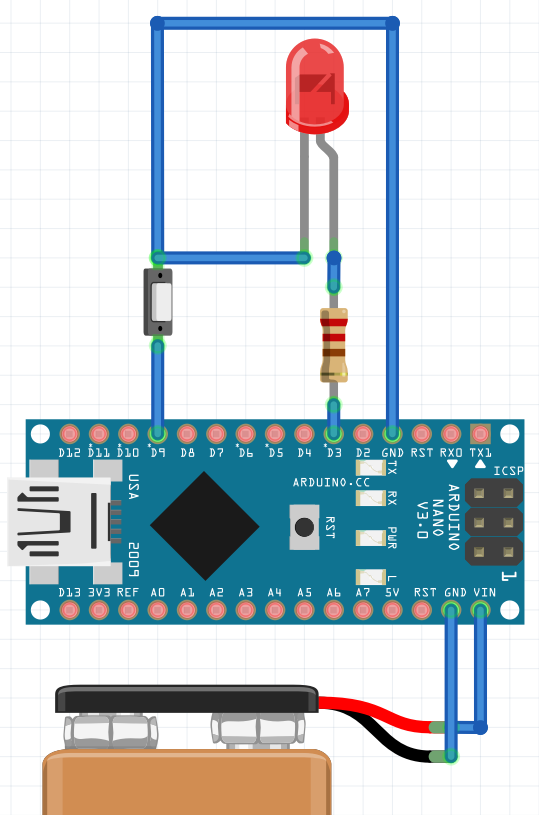 D12 D11 D10 D9 D8 D7 D6 D5 D4 D3 D2 GND RST RX0 TX1
* * * * * * *
ICSP
ARDUINO.CC
TX
RX
PWR
L
RST
USA
2009
ARDUINO
NANO
V3.0
1
D13 3V3 REF A0 A1 A2 A3 A4 A5 A6 A7 5V RST GND VIN